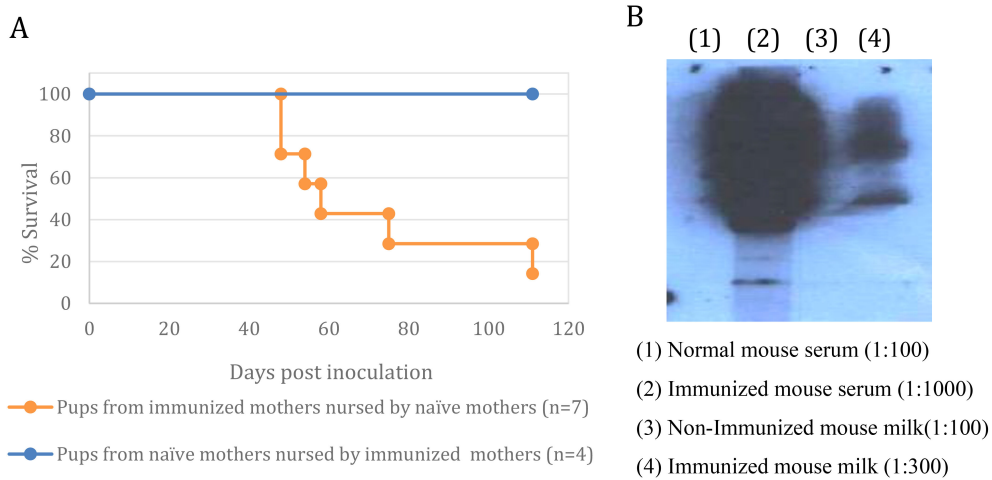 A
100
80
60
40
20
0
% Survival
0 20 40 60 80 100 120
Days post inoculation
Pups from immunized mothers nursed by naïve mothers (n=7)
Pups from naïve mothers nursed by immunized mothers (n=4)
B
(1) (2) (3) (4)
(1) Normal mouse serum (1:100)
(2) Immunized mouse serum (1:1000)
(3) Non-Immunized mouse milk(1:100)
(4) Immunized mouse milk (1:300)